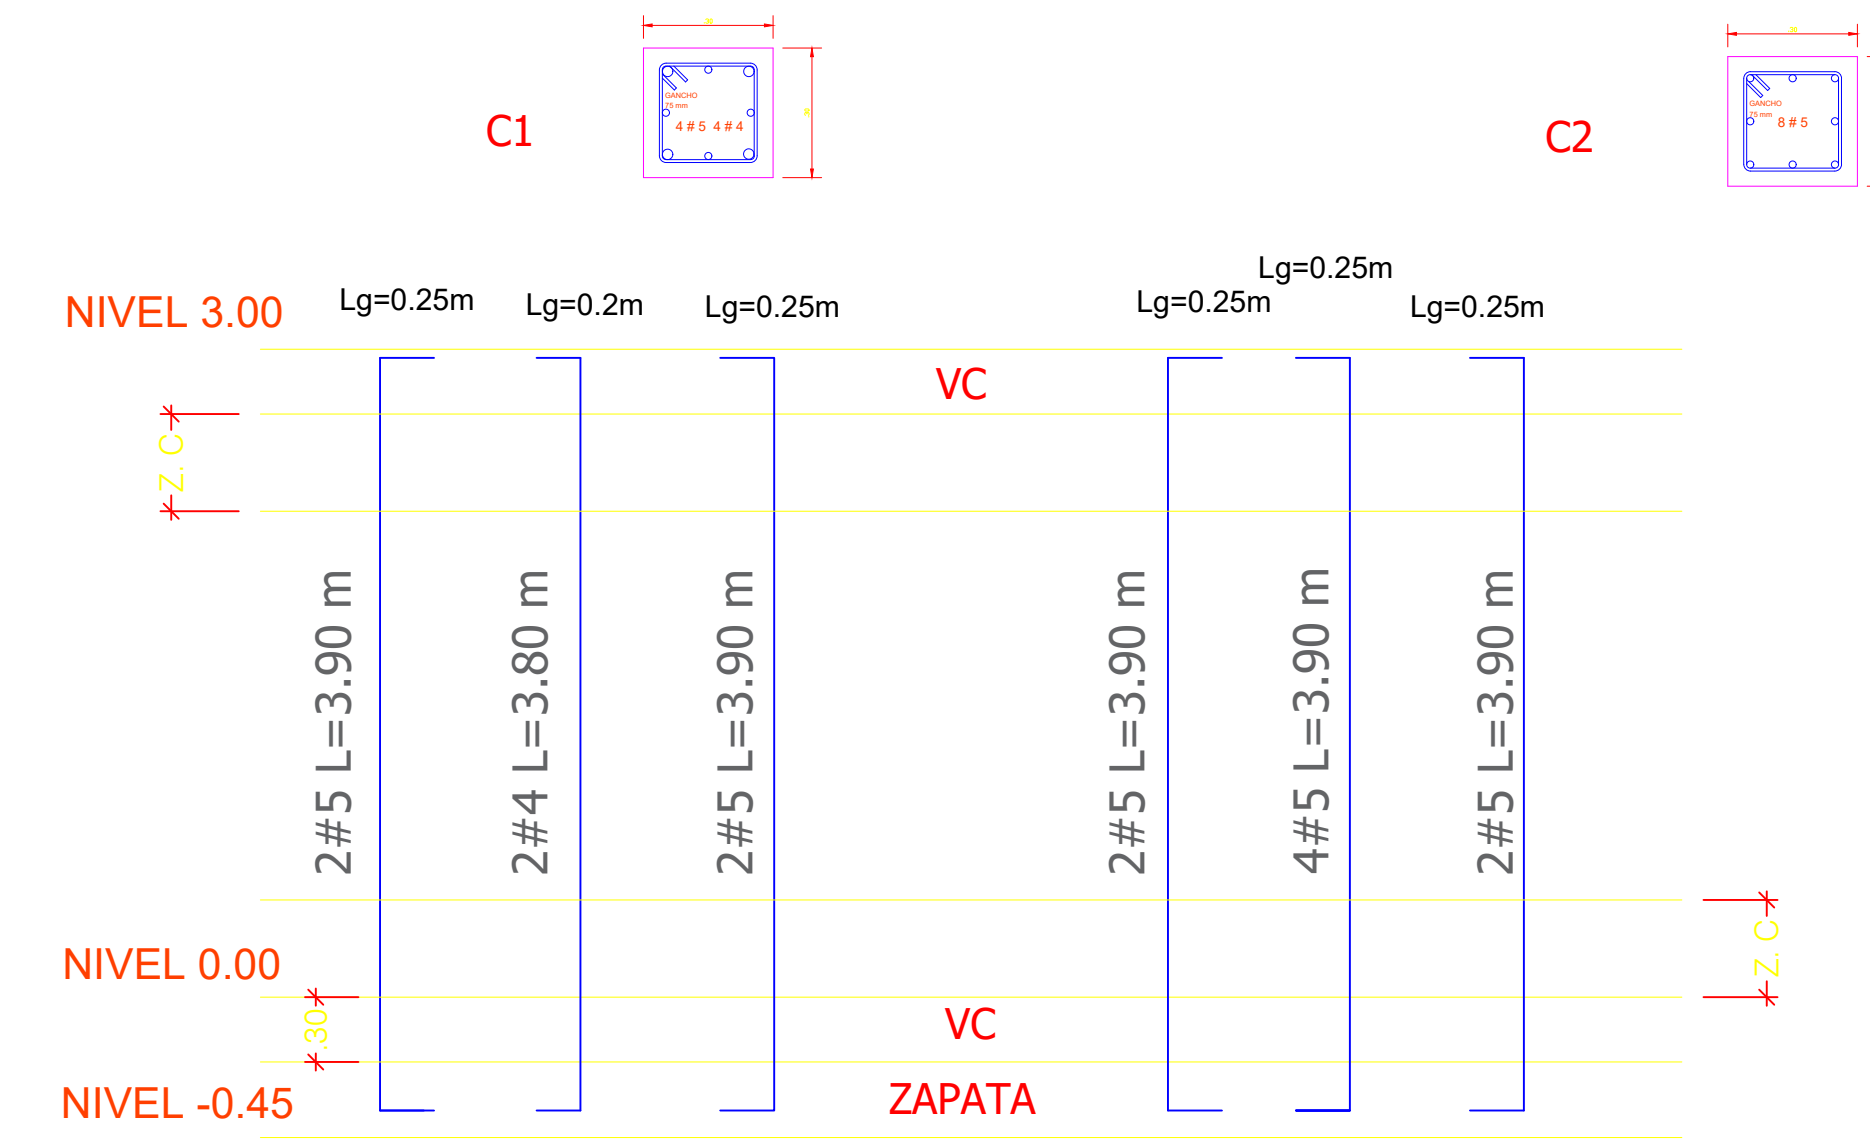 C1
GANCHO
75 mm
4 # 5 4 # 4
C2
GANCHO
75 mm
8 # 5
NIVEL 3.00
Lg=0.25m
Lg=0.2m
Lg=0.25m
Lg=0.25m
Lg=0.25m
Lg=0.25m
VC
Z. C
2#5 L=3.90 m
2#4 L=3.80 m
2#5 L=3.90 m
2#5 L=3.90 m
4#5 L=3.90 m
2#5 L=3.90 m
NIVEL 0.00
Z. C
.30
VC
NIVEL -0.45
ZAPATA